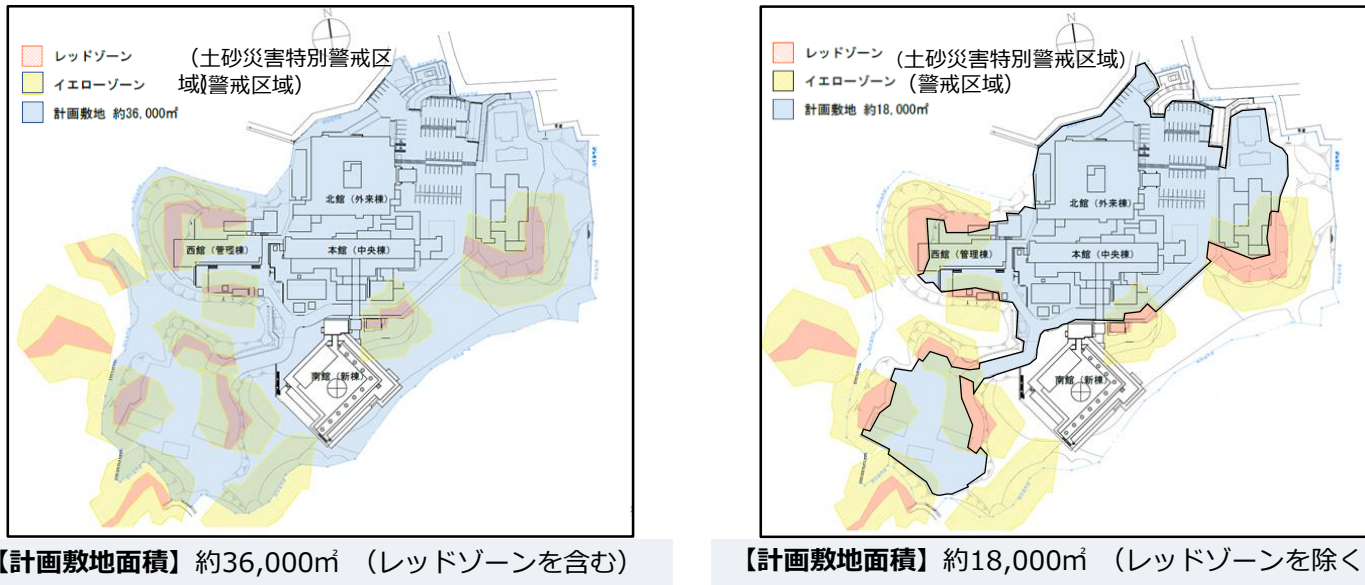 N
レッドゾーン (土砂災害特別警戒区
イエローゾーン 域)(警戒区域)
計画敷地 約36,000㎡
北館(外来棟)
西館(管理棟)
本館(中央棟)
南館(新棟)
【計画敷地面積】約36,000㎡ (レッドゾーンを含む)
N
レッドゾーン (土砂災害特別警戒区域)
イエローゾーン (警戒区域)
計画敷地 約18,000㎡
北館(外来棟)
西館(管理棟)
本館(中央棟)
南館(新棟)
【計画敷地面積】約18,000㎡ (レッドゾーンを除く